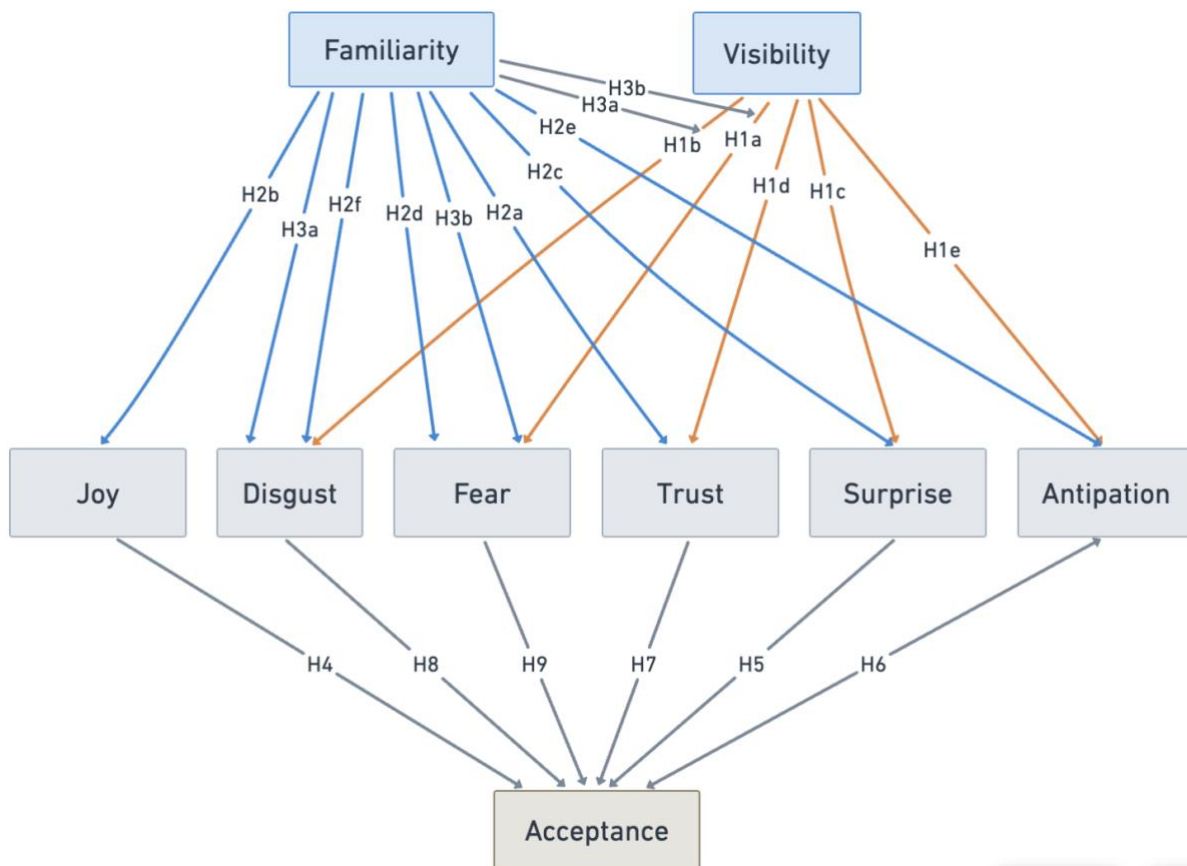 Familiarity
Visibility
H3b
H3a
H2e
H1b
H1a
H2c
H1d
H1c
H2b
H2f
H2d
H3b
H2a
H3a
H1e
Joy
Disgust
Fear
Trust
Surprise
Antipation
H4
H8
H9
H7
H5
H6
Acceptance